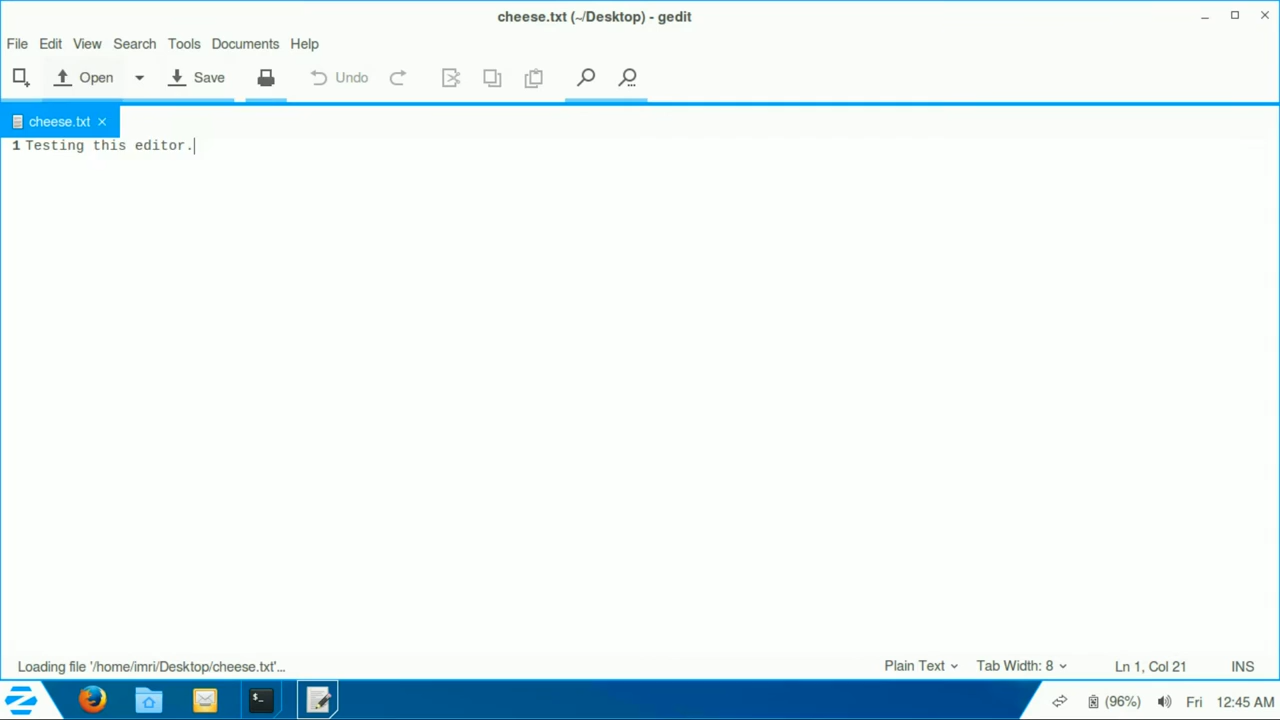 cheese.txt (~/Desktop) - gedit
File Edit View Search Tools Documents Help
Open Save Undo
cheese.txt
1 Testing this editor.
Loading file '/home/imri/Desktop/cheese.txt'... Plain Text Tab Width: 8 Ln 1, Col 21 INS
$_ (96%) Fri 12:45 AM